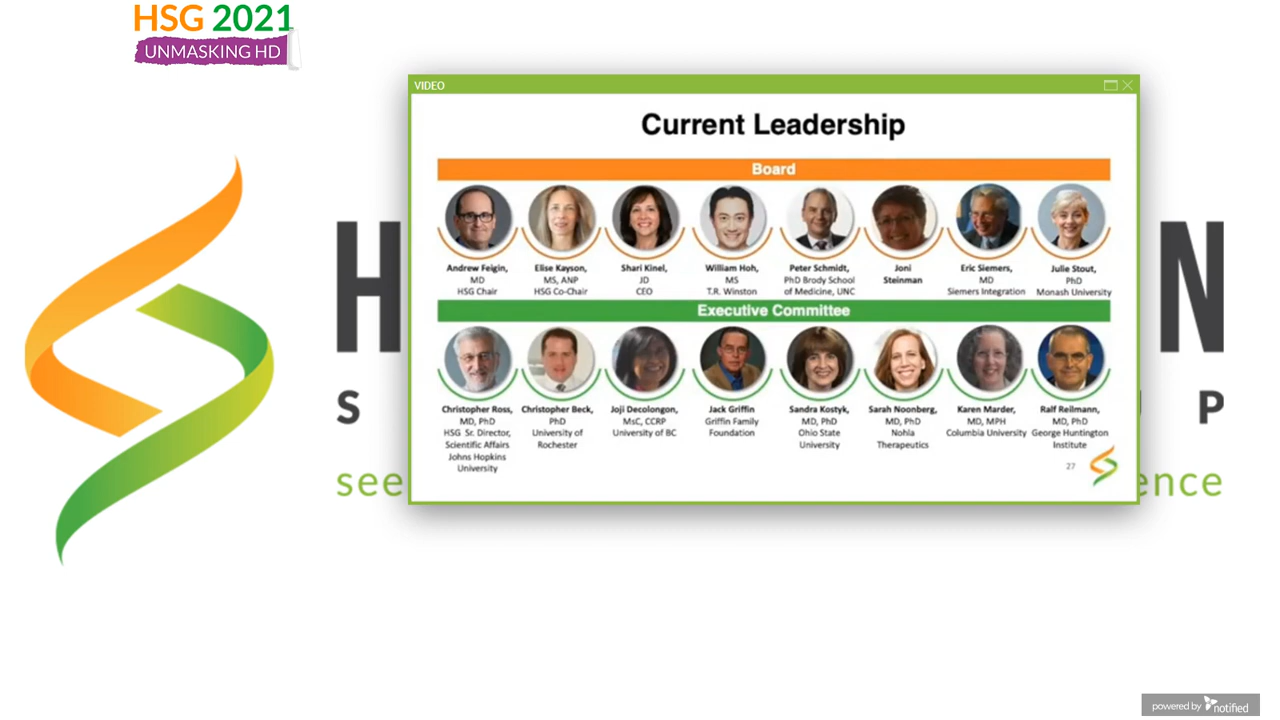 HSG 2021
UNMASKING HD
VIDEO
Current Leadership
Board
Andrew Feigin,
MD
HSG Chair
Elise Kayson,
MS, ANP
HSG Co-Chair
Shari Kinel,
JD
CEO
William Hoh,
MS
T.R. Winston
Peter Schmidt,
PhD Brody School
of Medicine, UNC
Joni
Steinman
Eric Siemers,
MD
Siemers Integration
Julie Stout,
PhD
Monash University
Executive Committee
Christopher Ross,
MD, PhD
HSG Sr. Director,
Scientific Affairs
Johns Hopkins
University
Christopher Beck,
PhD
University of
Rochester
Joji Decolongon,
MsC, CCRP
University of BC
Jack Griffin
Griffin Family
Foundation
Sandra Kostyk,
MD, PhD
Ohio State
University
Sarah Noonberg,
MD, PhD
Nohla
Therapeutics
Karen Marder,
MD, MPH
Columbia University
Ralf Reilmann,
MD, PhD
George Huntington
Institute
27
H
N
S
P
see
ence
powered by notified